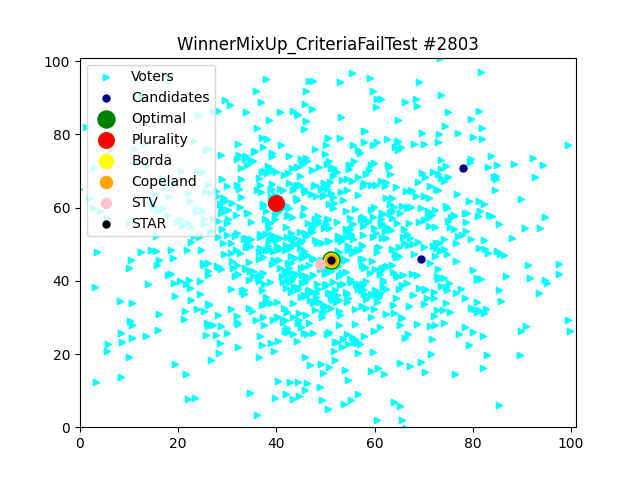 WinnerMixUp_CriteriaFailTest #2803
100
80
60
40
20
0
Voters
Candidates
Optimal
Plurality
Borda
Copeland
STV
STAR
0
20
40
60
80
100